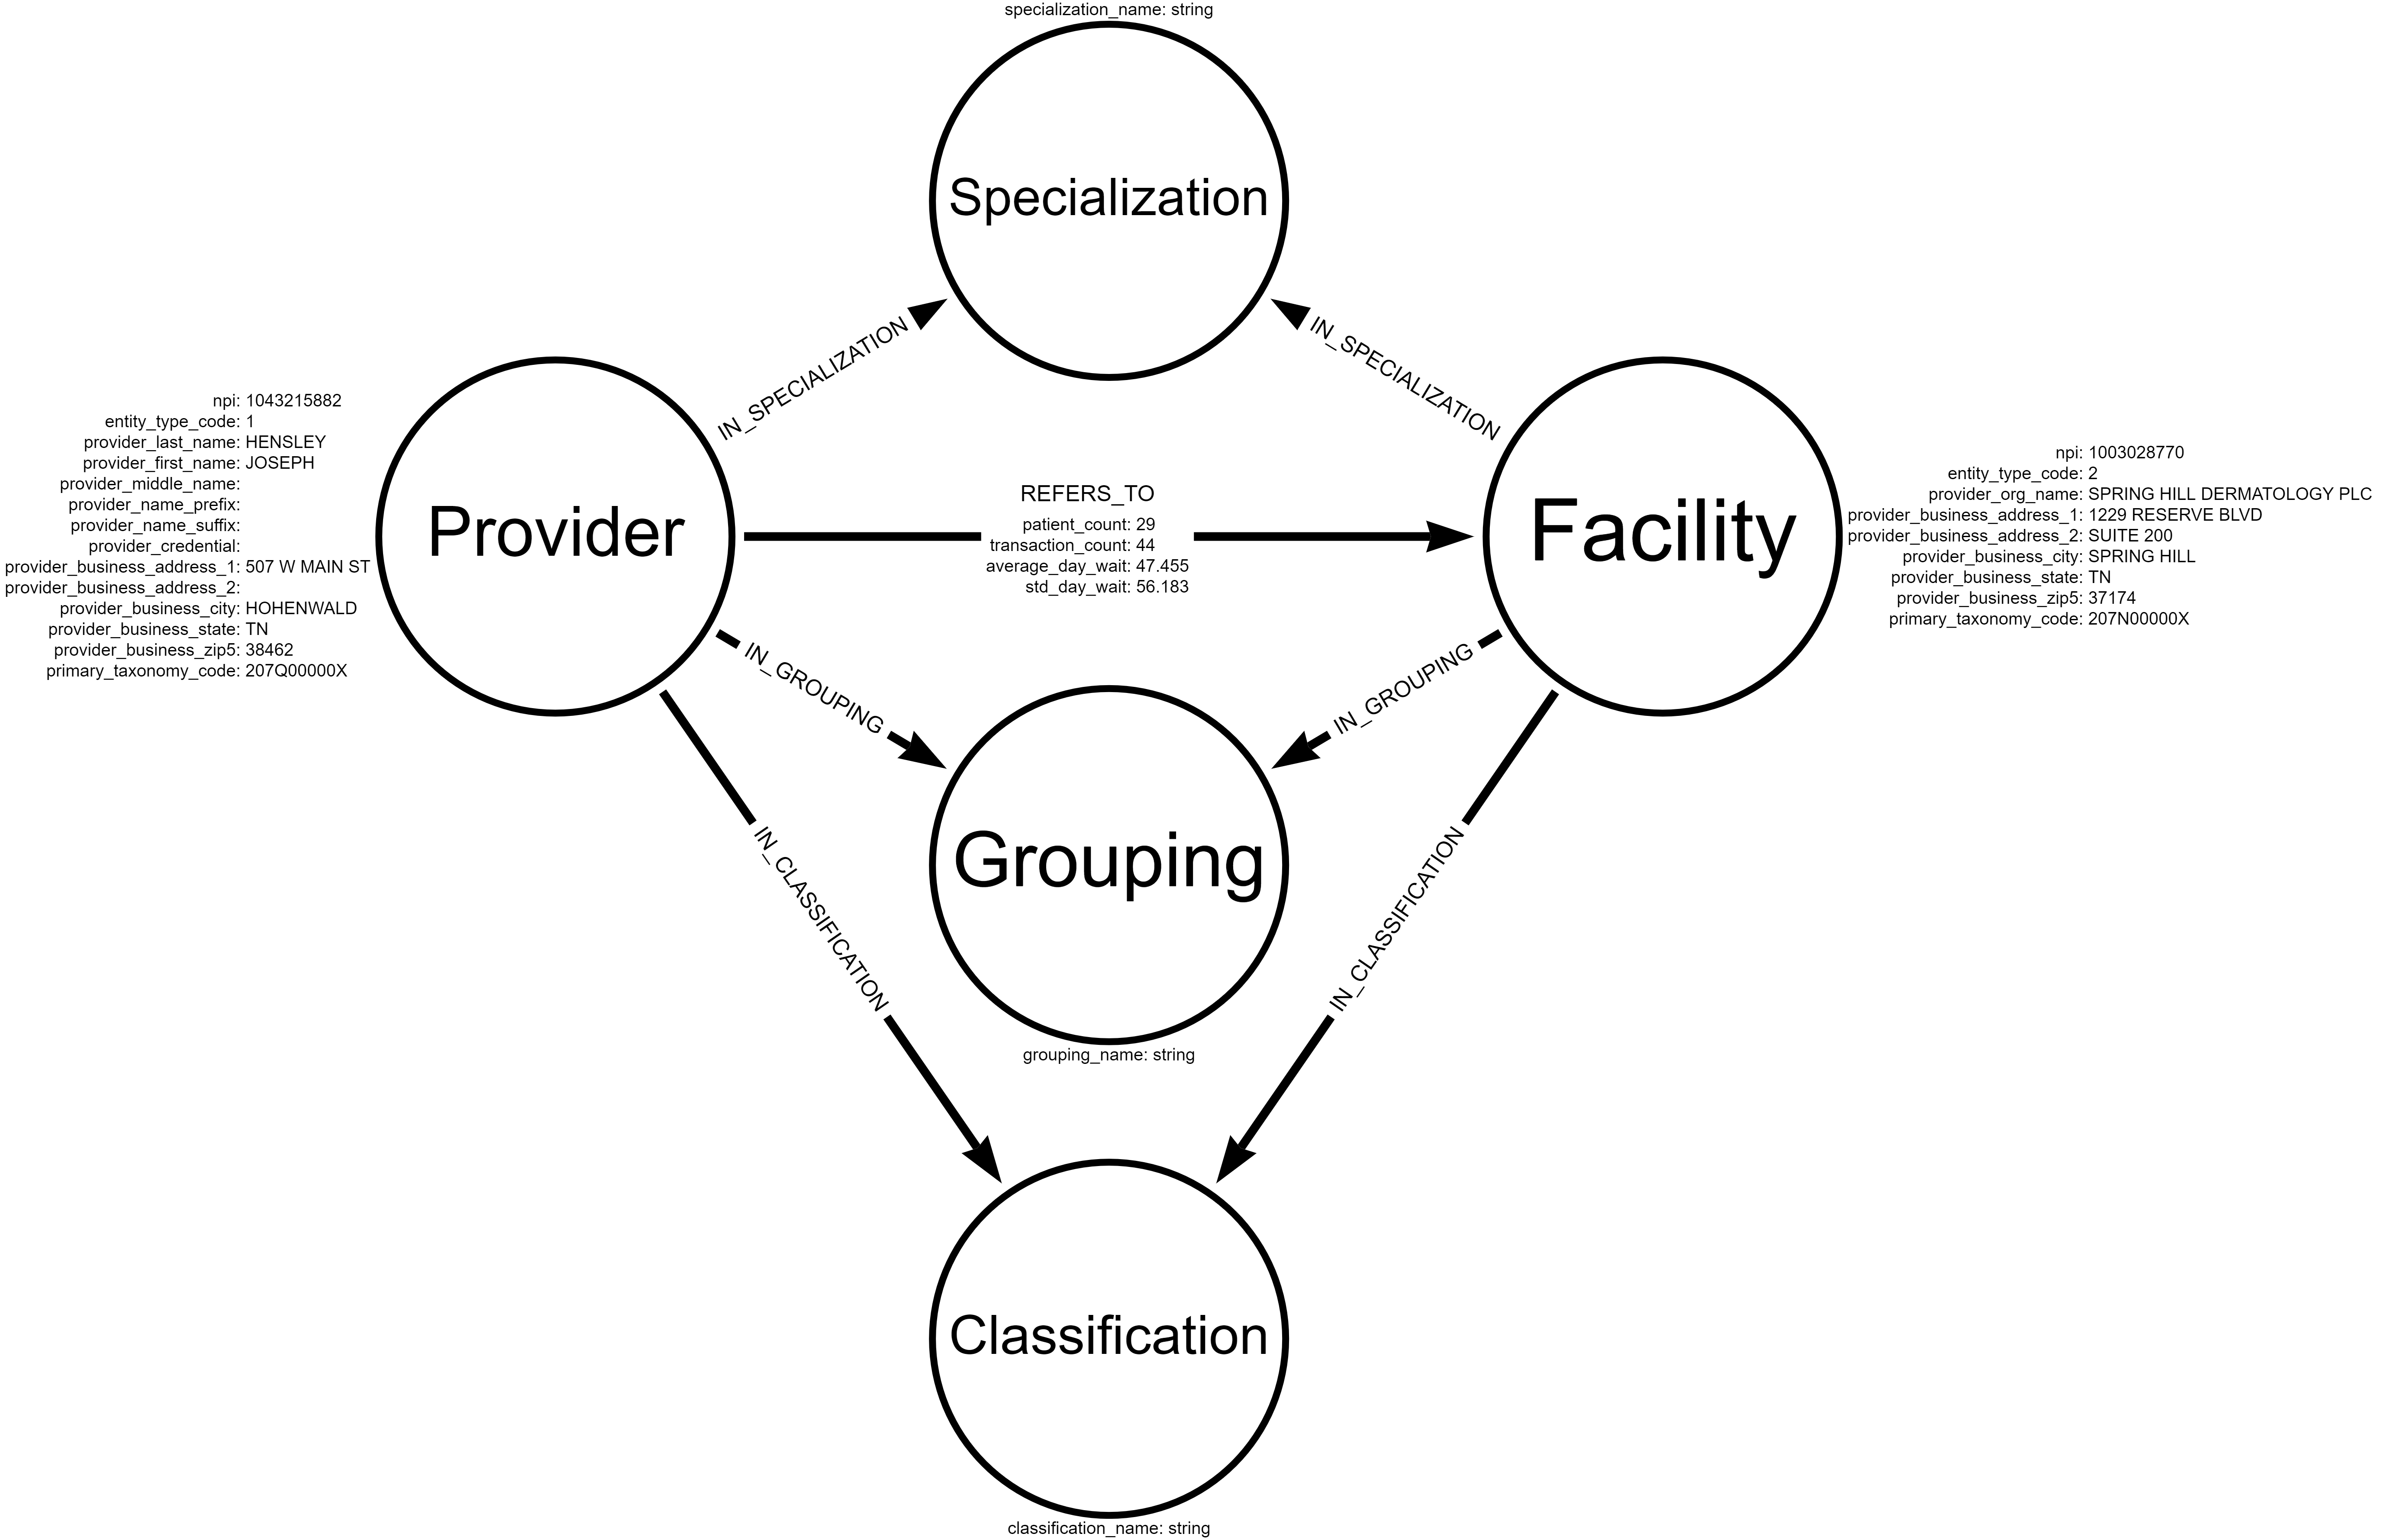 specialization_name: string
Specialization
IN_SPECIALIZATION
IN_SPECIALIZATION
npi: 1043215882
entity_type_code: 1
provider_last_name: HENSLEY
provider_first_name: JOSEPH
provider_middle_name:
provider_name_prefix:
provider_name_suffix:
provider_credential:
provider_business_address_1: 507 W MAIN ST
provider_business_address_2:
provider_business_city: HOHENWALD
provider_business_state: TN
provider_business_zip5: 38462
primary_taxonomy_code: 207Q00000X
Provider
REFERS_TO
patient_count: 29
transaction_count: 44
average_day_wait: 47.455
std_day_wait: 56.183
Facility
npi: 1003028770
entity_type_code: 2
provider_org_name: SPRING HILL DERMATOLOGY PLC
provider_business_address_1: 1229 RESERVE BLVD
provider_business_address_2: SUITE 200
provider_business_city: SPRING HILL
provider_business_state: TN
provider_business_zip5: 37174
primary_taxonomy_code: 207N00000X
IN_GROUPING
IN_GROUPING
Grouping
grouping_name: string
IN_CLASSIFICATION
IN_CLASSIFICATION
Classification
classification_name: string